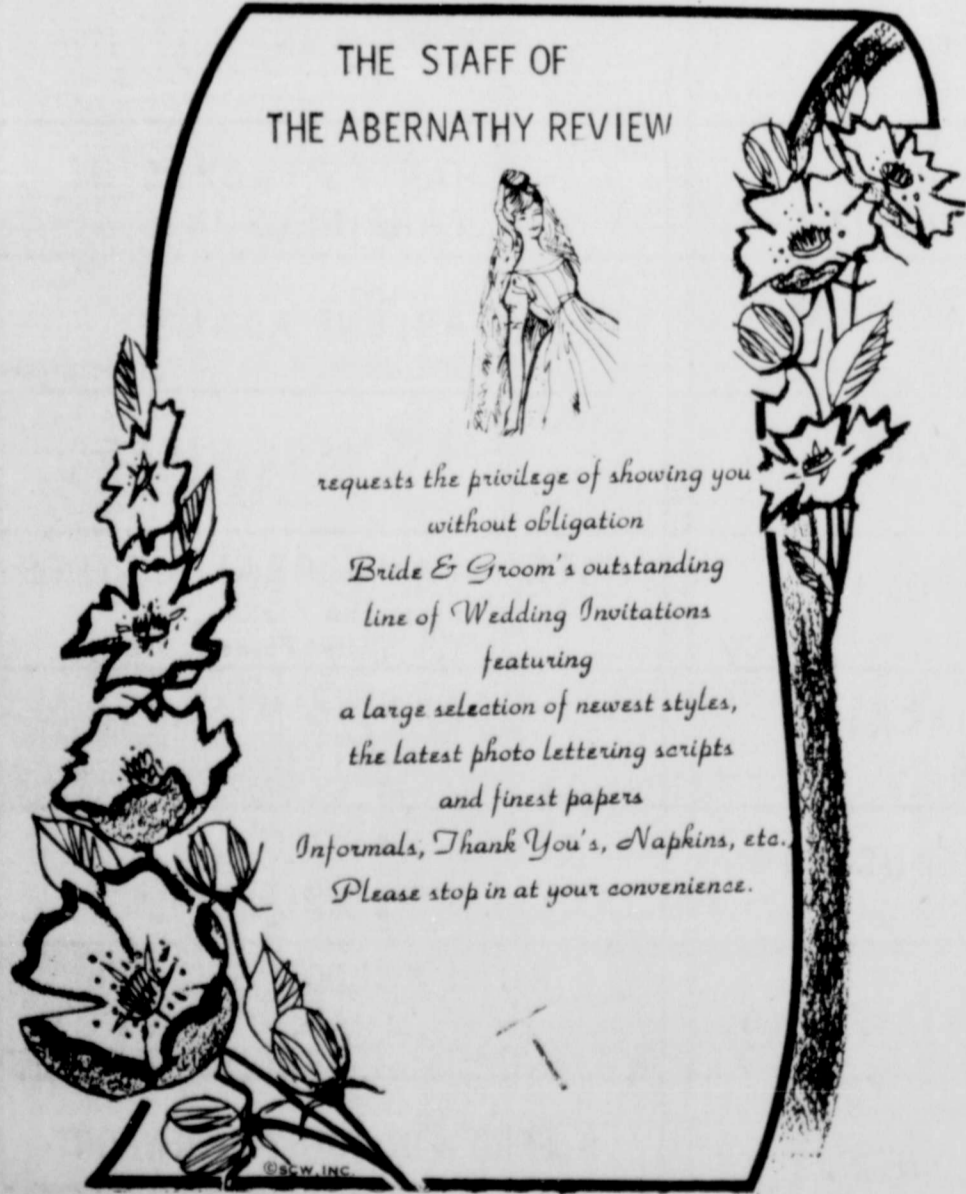 THE STAFF OF
THE ABERNATHY REVIEW
requests the privilege of showing you
without obligation
Bride & Groom's outstanding
line of Wedding Invitations
featuring
a large selection of newest styles,
the latest photo lettering scripts
and finest papers
Informals, Thank You's, Napkins, etc.
Please stop in at your convenience.
©SCW, INC.